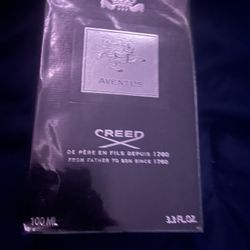 AVENTUS
CREED
DE PÈRE EN FILS DEPUIS 1760
FROM FATHER TO SON SINCE 1760
100 ML 3.3 FL.OZ.